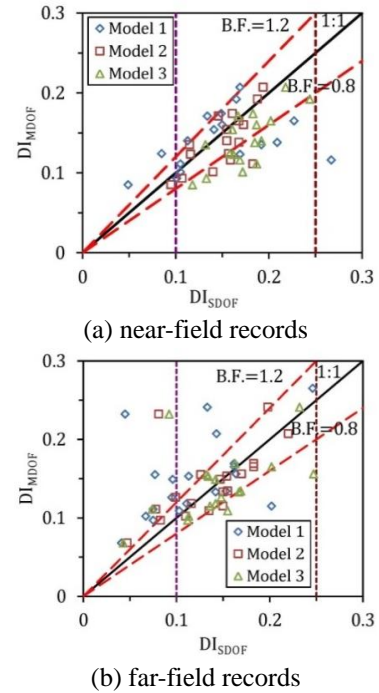 0.3
Model 1
Model 2
Model 3
B.F.=1.2
1:1
B.F.=0.8
0.2
DI_MDOF
0.1
0
0 0.1 0.2 0.3
DI_SDOF
(a) near-field records
0.3
B.F.=1.2
1:1
B.F.=0.8
0.2
DI_MDOF
0.1
Model 1
Model 2
Model 3
0
0 0.1 0.2 0.3
DI_SDOF
(b) far-field records